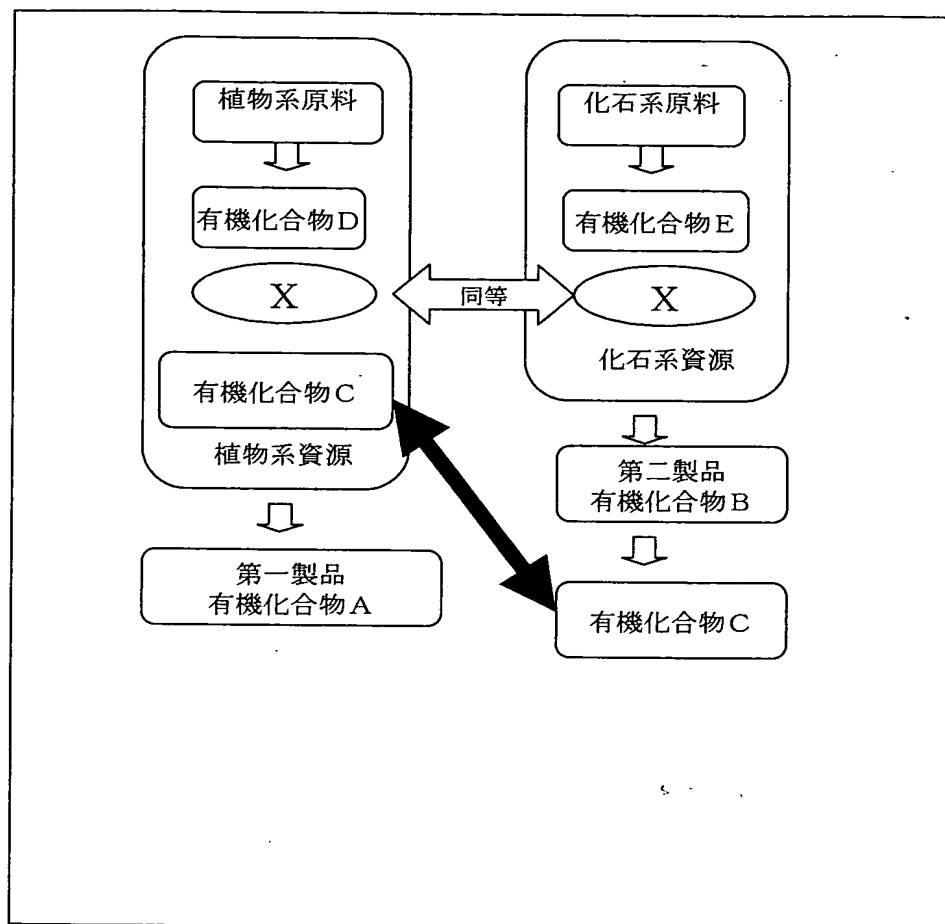 植物系原料
有機化合物D
X
有機化合物C
植物系資源
第一製品
有機化合物A
同等
化石系原料
有機化合物E
X
化石系資源
第二製品
有機化合物B
有機化合物C